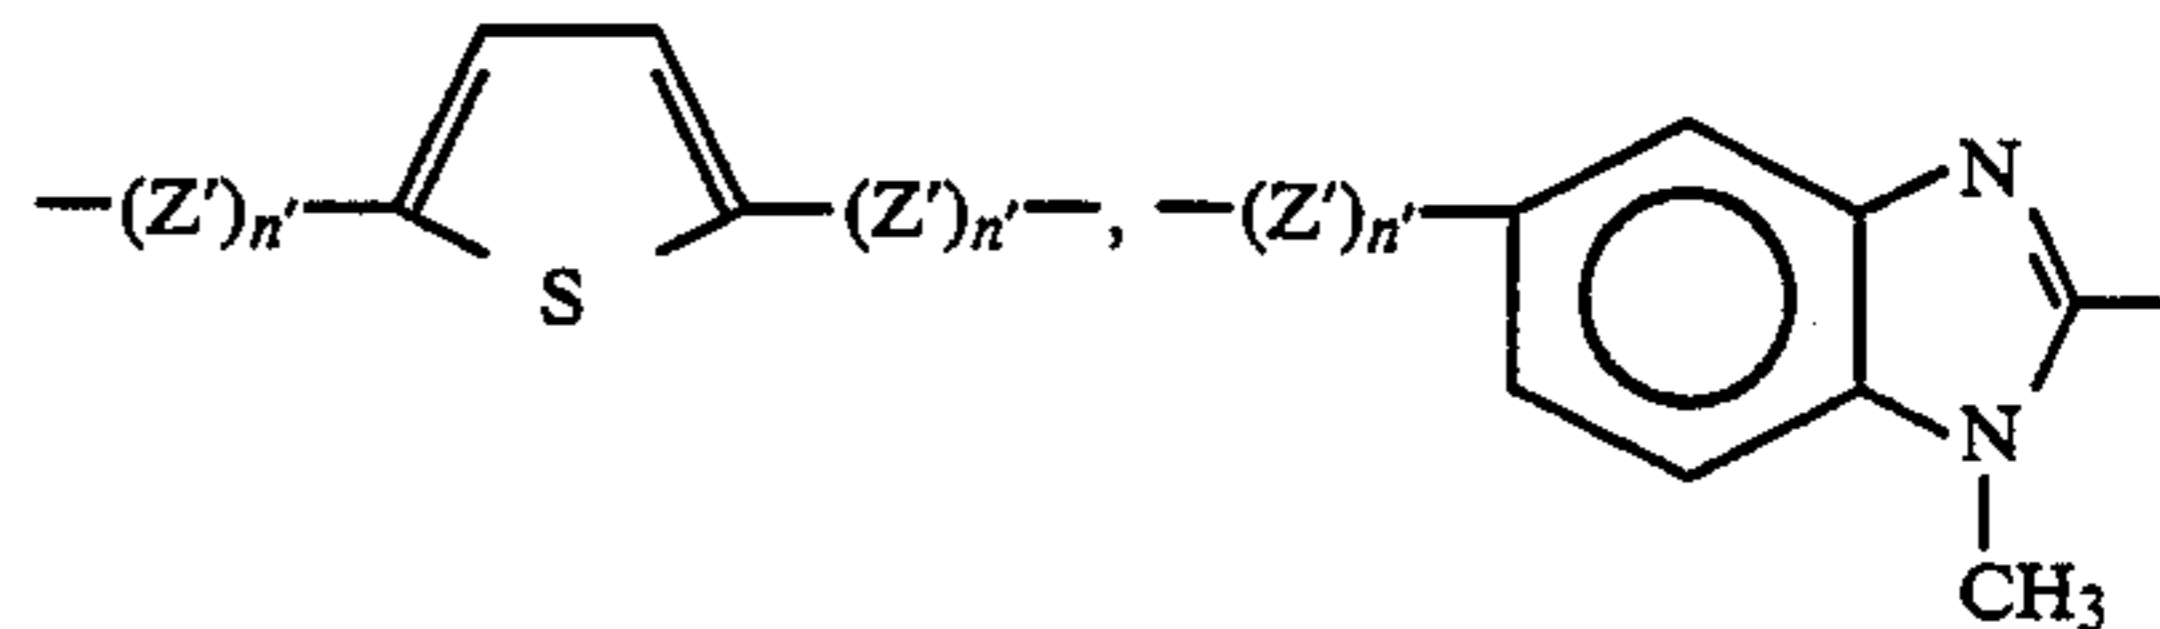 N
—(Z')n'— —(Z')n'—, —(Z')n'—
S
N
CH3